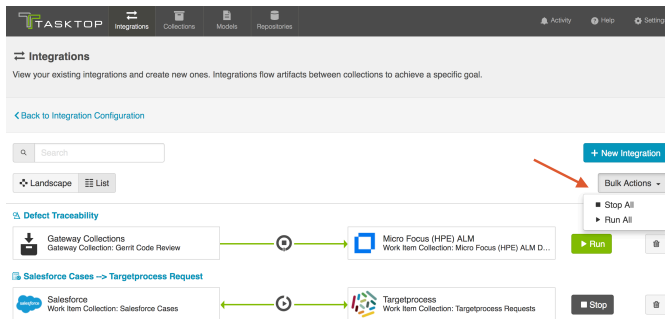 TASKTOP
Integrations
Collections
Models
Repositories
Activity
Help
Setting
Integrations
View your existing integrations and create new ones. Integrations flow artifacts between collections to achieve a specific goal.
Back to Integration Configuration
Search
+ New Integration
Landscape
List
Bulk Actions
Stop All
Run All
Defect Traceability
Gateway Collections
Gateway Collection: Gerrit Code Review
Micro Focus (HPE) ALM
Work Item Collection: Micro Focus (HPE) ALM D...
Run
Salesforce Cases --> Targetprocess Request
salesforce
Salesforce
Work Item Collection: Salesforce Cases
Targetprocess
Work Item Collection: Targetprocess Requests
Stop